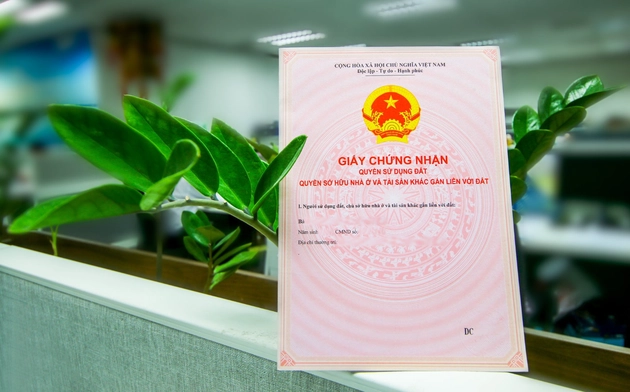 CỘNG HÒA XÃ HỘI CHỦ NGHĨA VIỆT NAM
Độc lập - Tự do - Hạnh phúc
GIẤY CHỨNG NHẬN
QUYỀN SỬ DỤNG ĐẤT
QUYỀN SỞ HỮU NHÀ Ở VÀ TÀI SẢN KHÁC GẮN LIỀN VỚI ĐẤT
I. Người sử dụng đất, chủ sở hữu nhà ở và tài sản khác gắn liền với đất:
Bà
Năm sinh: CMND số:
Địa chỉ thường trú:
DC